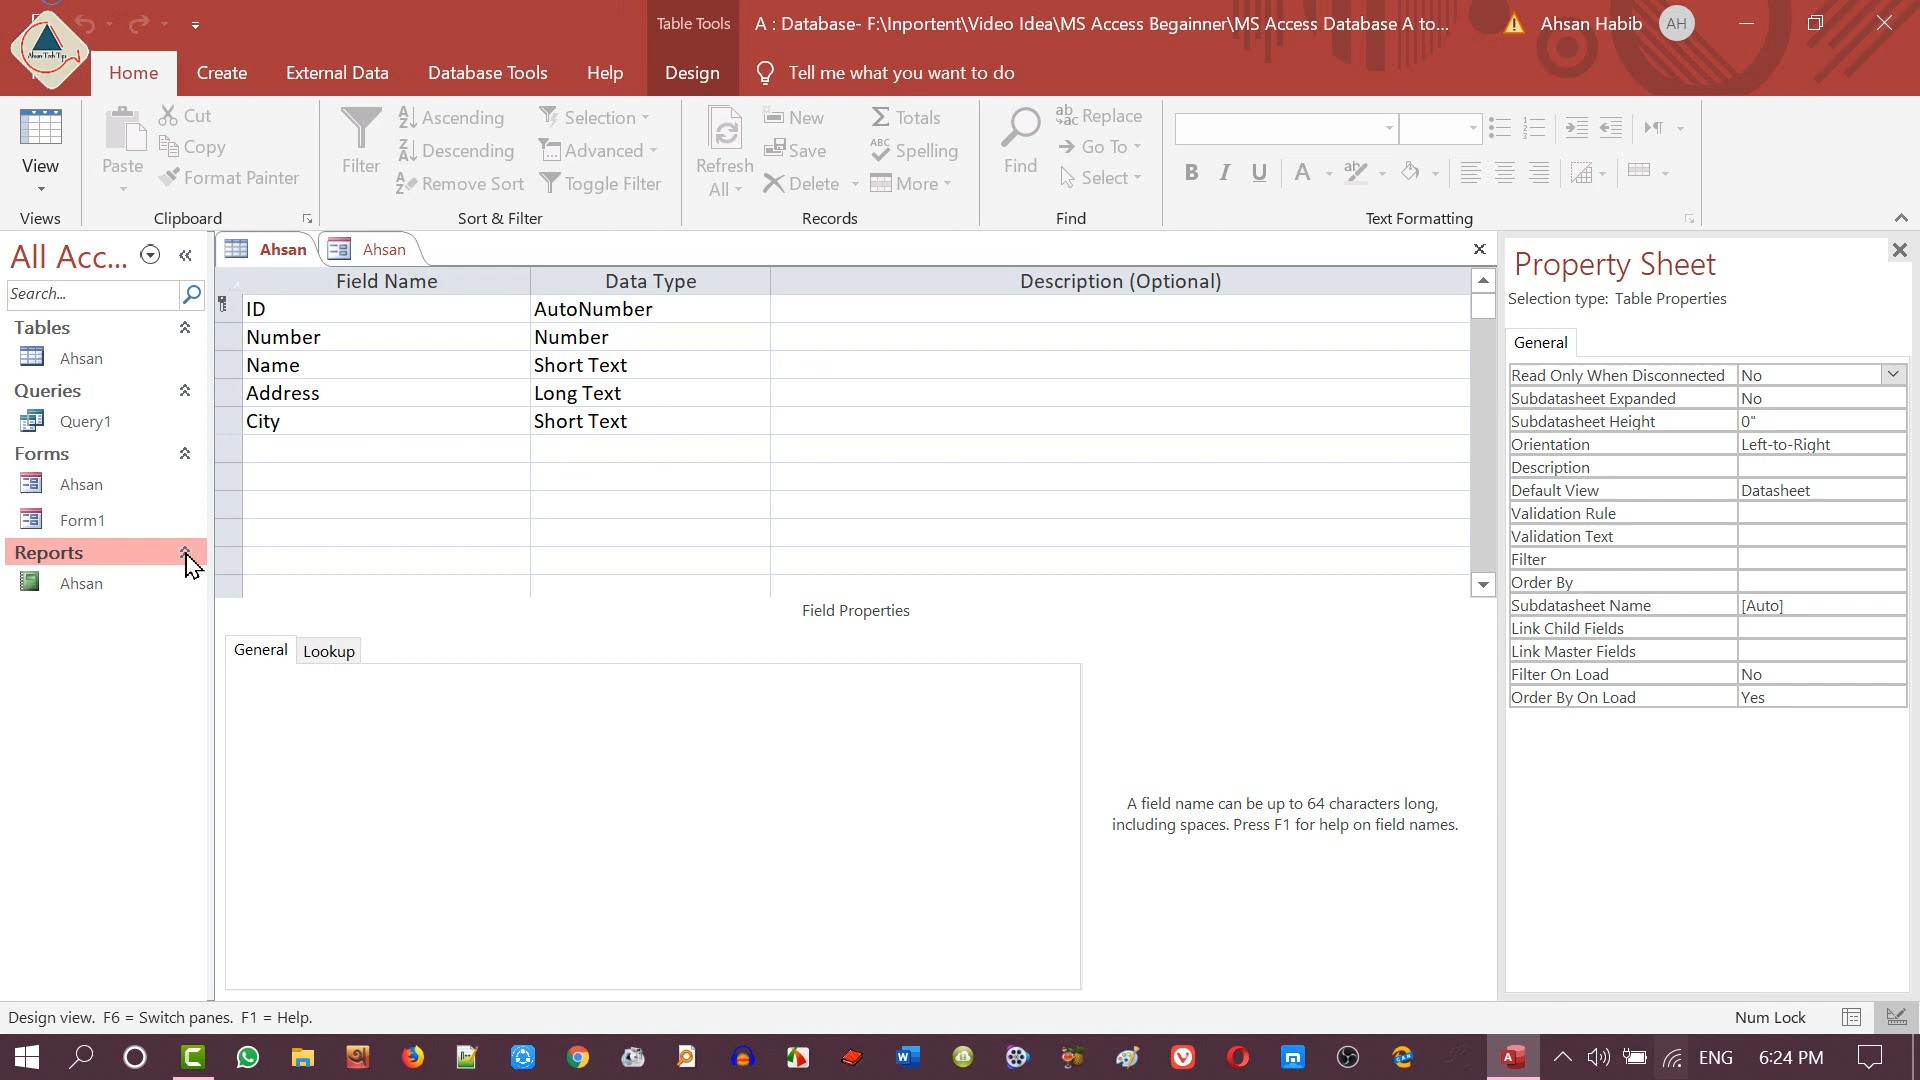 Table Tools
A : Database- F:\Inportent\Video Idea\MS Access Begainner\MS Access Database A to...
Ahsan Habib
AH
Ahsan Tech Tips
Home
Create
External Data
Database Tools
Help
Design
Tell me what you want to do
View
Views
Paste
Cut
Copy
Format Painter
Clipboard
Filter
Ascending
Descending
Remove Sort
Selection
Advanced
Toggle Filter
Sort & Filter
Refresh
All
New
Save
Delete
Totals
Spelling
More
Records
Find
Replace
Go To
Select
Find
B I U A
Text Formatting
All Acc...
Search...
Tables
Ahsan
Queries
Query1
Forms
Ahsan
Form1
Reports
Ahsan
Ahsan
Ahsan
Field Name Data Type Description (Optional)
ID AutoNumber
Number Number
Name Short Text
Address Long Text
City Short Text
Field Properties
General
Lookup
A field name can be up to 64 characters long,
including spaces. Press F1 for help on field names.
Property Sheet
Selection type: Table Properties
General
Read Only When Disconnected No
Subdatasheet Expanded No
Subdatasheet Height 0"
Orientation Left-to-Right
Description
Default View Datasheet
Validation Rule
Validation Text
Filter
Order By
Subdatasheet Name [Auto]
Link Child Fields
Link Master Fields
Filter On Load No
Order By On Load Yes
Design view. F6 = Switch panes. F1 = Help.
Num Lock
ENG
6:24 PM